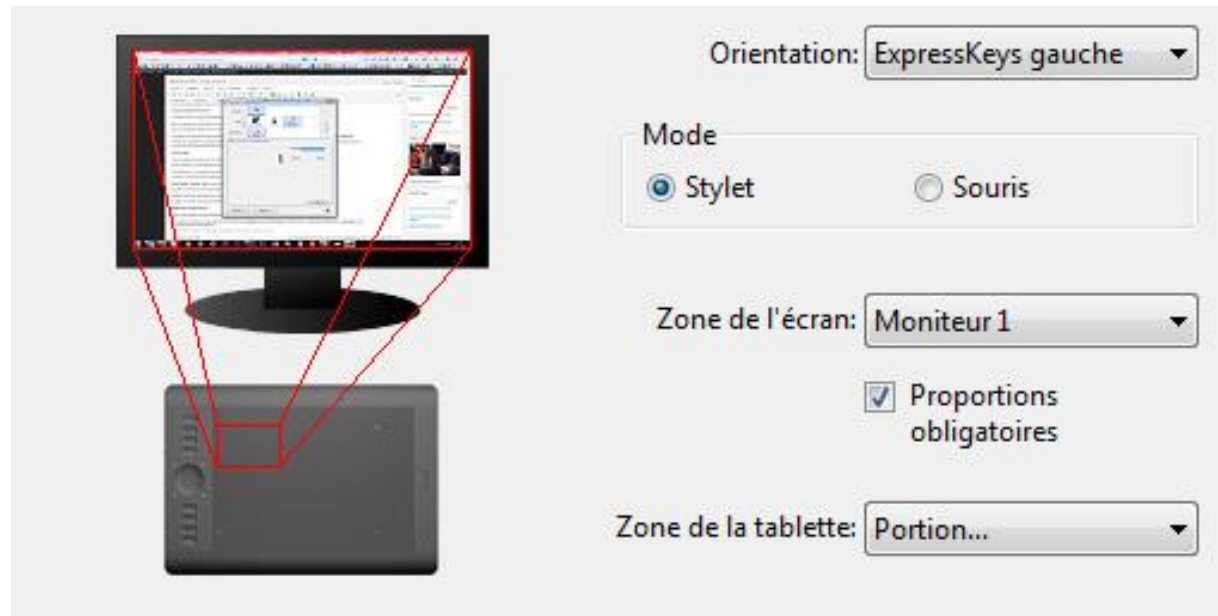 Orientation: ExpressKeys gauche
Mode
Stylet Souris
Zone de l'écran: Moniteur 1
Proportions
obligatoires
Zone de la tablette: Portion...